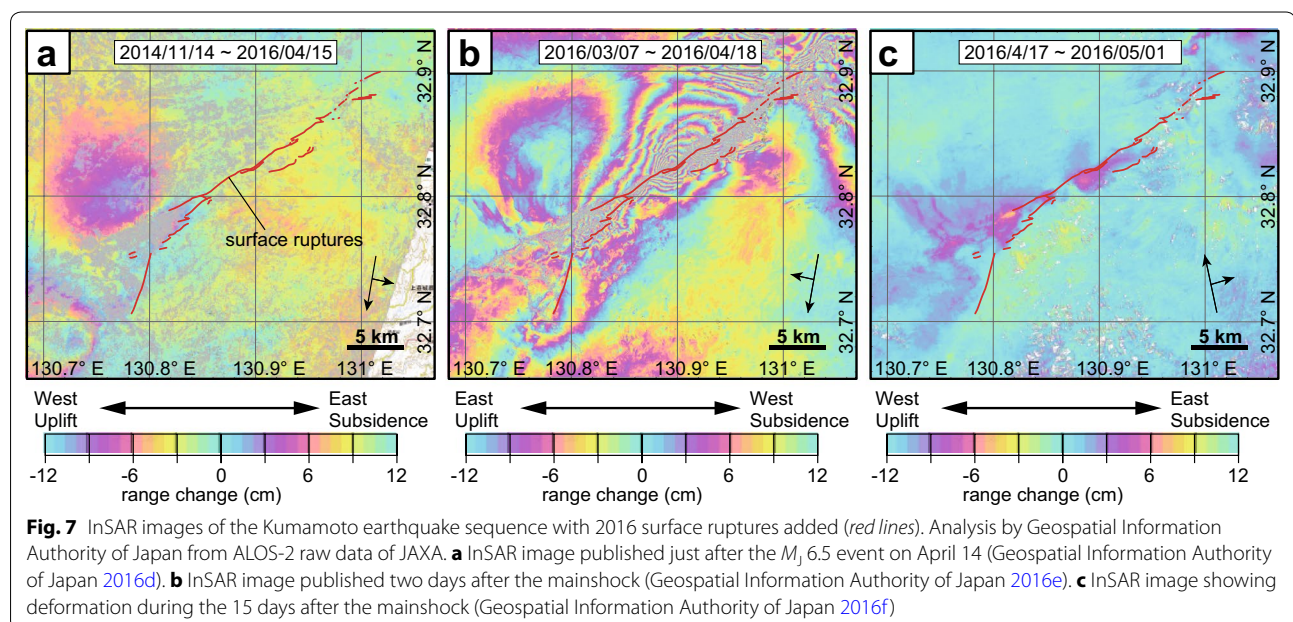 a
2014/11/14 ~ 2016/04/15
surface ruptures
32.9° N
32.8° N
32.7° N
5 km
130.7° E
130.8° E
130.9° E
131° E
b
2016/03/07 ~ 2016/04/18
32.9° N
32.8° N
32.7° N
5 km
130.7° E
130.8° E
130.9° E
131° E
c
2016/4/17 ~ 2016/05/01
32.9° N
32.8° N
32.7° N
5 km
130.7° E
130.8° E
130.9° E
131° E
West Uplift
East Subsidence
-12 -6 0 6 12
range change (cm)
East Uplift
West Subsidence
-12 -6 0 6 12
range change (cm)
West Uplift
East Subsidence
-12 -6 0 6 12
range change (cm)
Fig. 7 InSAR images of the Kumamoto earthquake sequence with 2016 surface ruptures added (red lines). Analysis by Geospatial Information
Authority of Japan from ALOS-2 raw data of JAXA. a InSAR image published just after the MJ 6.5 event on April 14 (Geospatial Information Authority
of Japan 2016d). b InSAR image published two days after the mainshock (Geospatial Information Authority of Japan 2016e). c InSAR image showing
deformation during the 15 days after the mainshock (Geospatial Information Authority of Japan 2016f)